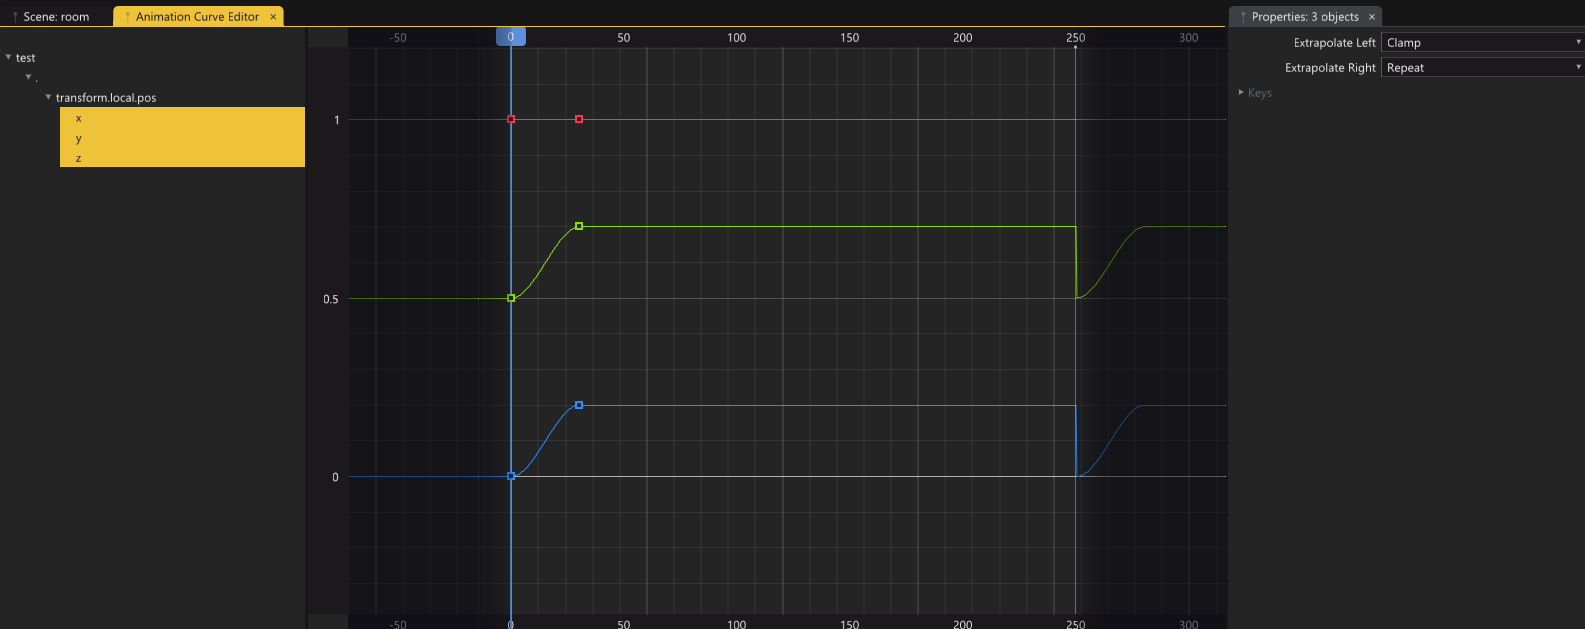 Scene: room
Animation Curve Editor ×
Properties: 3 objects ×
test
.
transform.local.pos
x
y
z
-50 0 50 100 150 200 250 300
1
0.5
0
-50 0 50 100 150 200 250 300
Extrapolate Left Clamp
Extrapolate Right Repeat
Keys